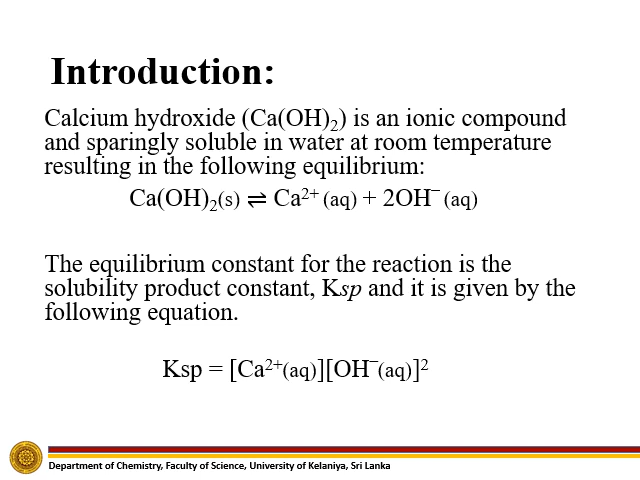 Introduction:
Calcium hydroxide (Ca(OH)₂) is an ionic compound
and sparingly soluble in water at room temperature
resulting in the following equilibrium:
Ca(OH)₂(s) ⇌ Ca²⁺ (aq) + 2OH⁻ (aq)
The equilibrium constant for the reaction is the
solubility product constant, Ksp and it is given by the
following equation.
Ksp = [Ca²⁺(aq)][OH⁻(aq)]²
Department of Chemistry, Faculty of Science, University of Kelaniya, Sri Lanka